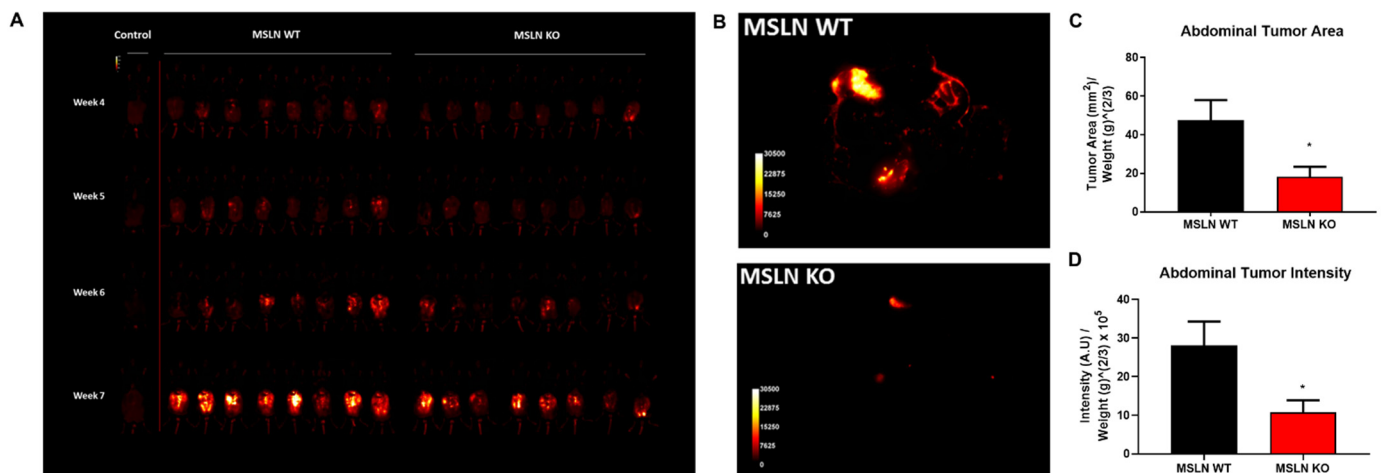 A
Control
MSLN WT
MSLN KO
Week 4
Week 5
Week 6
Week 7
B
MSLN WT
30500
22875
15250
7625
0
MSLN KO
30500
22875
15250
7625
0
C
Abdominal Tumor Area
Tumor Area (mm²)/
Weight (g)^(2/3)
80
60
40
20
0
*
MSLN WT
MSLN KO
D
Abdominal Tumor Intensity
Intensity (A.U) /
Weight (g)^(2/3) x 10⁵
40
30
20
10
0
*
MSLN WT
MSLN KO